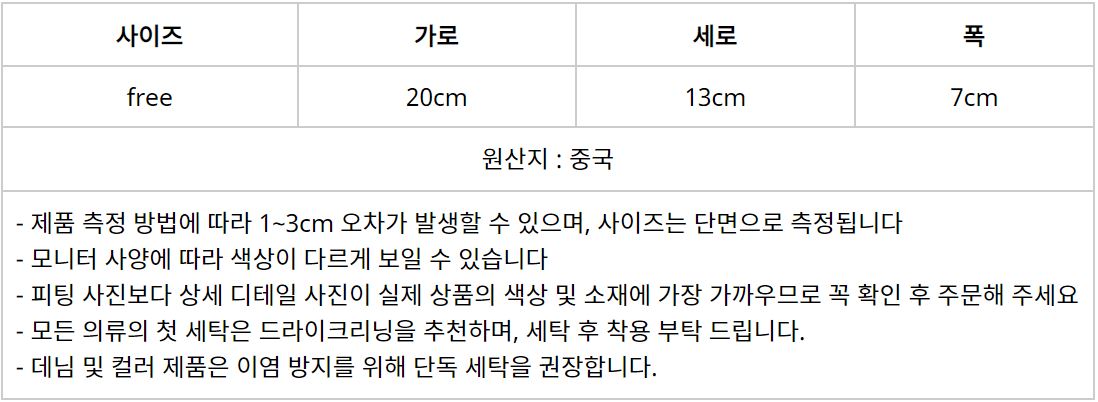 사이즈 가로 세로 폭
free 20cm 13cm 7cm
원산지 : 중국
- 제품 측정 방법에 따라 1~3cm 오차가 발생할 수 있으며, 사이즈는 단면으로 측정됩니다
- 모니터 사양에 따라 색상이 다르게 보일 수 있습니다
- 피팅 사진보다 상세 디테일 사진이 실제 상품의 색상 및 소재에 가장 가까우므로 꼭 확인 후 주문해 주세요
- 모든 의류의 첫 세탁은 드라이크리닝을 추천하며, 세탁 후 착용 부탁 드립니다.
- 데님 및 컬러 제품은 이염 방지를 위해 단독 세탁을 권장합니다.